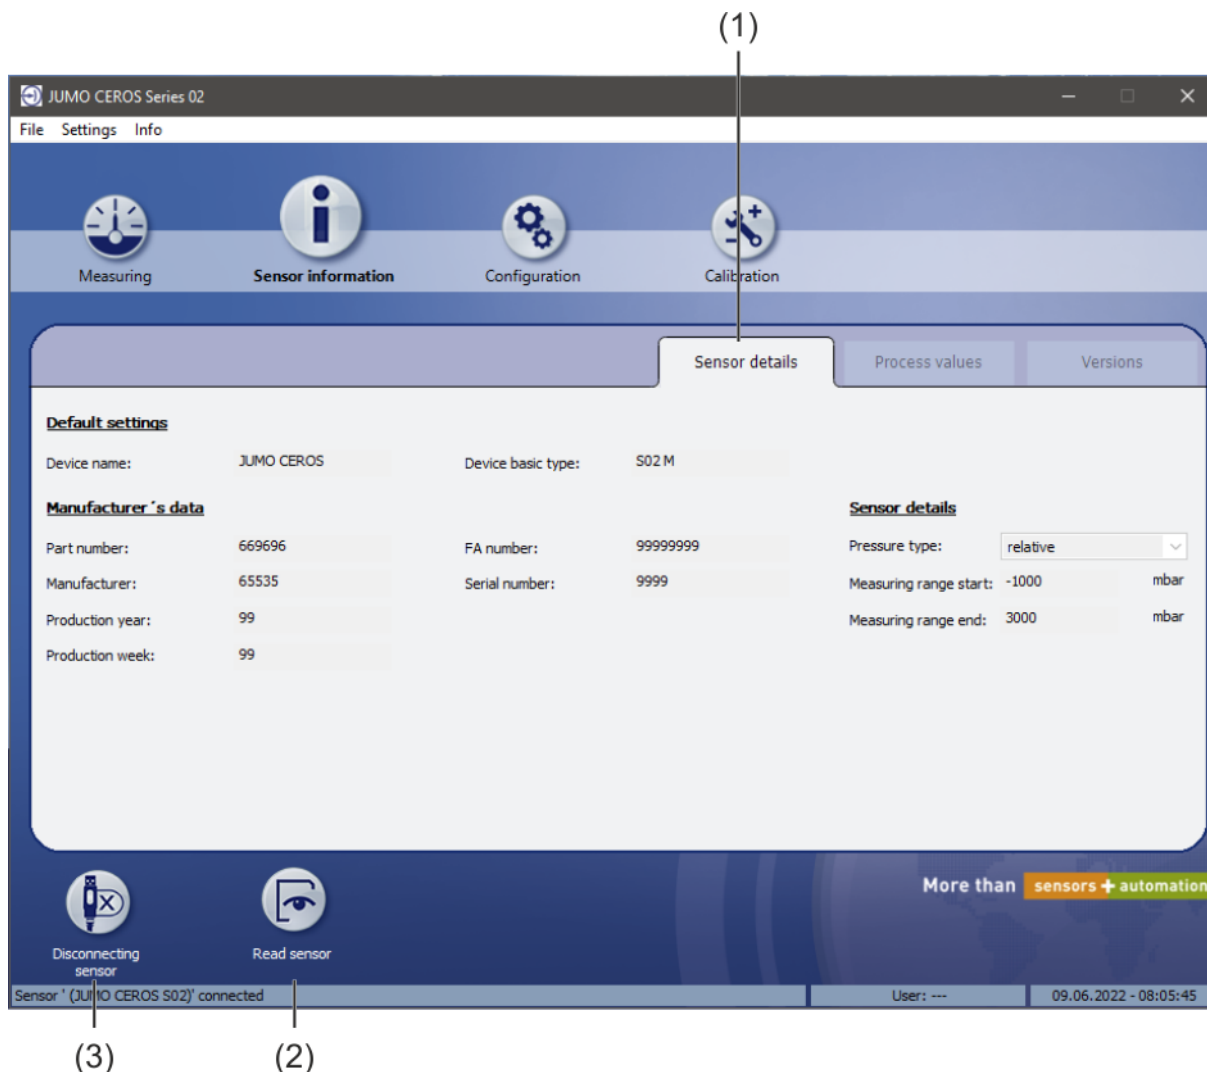 (1)
JUMO CEROS Series 02
File Settings Info
Measuring Sensor information Configuration Calibration
Sensor details Process values Versions
Default settings
Device name: JUMO CEROS Device basic type: S02 M
Manufacturer´s data Sensor details
Part number: 669696 FA number: 99999999 Pressure type: relative
Manufacturer: 65535 Serial number: 9999 Measuring range start: -1000 mbar
Production year: 99 Measuring range end: 3000 mbar
Production week: 99
More than sensors + automation
Disconnecting
sensor
Read sensor
Sensor ' (JUMO CEROS S02)' connected User: --- 09.06.2022 - 08:05:45
(3) (2)